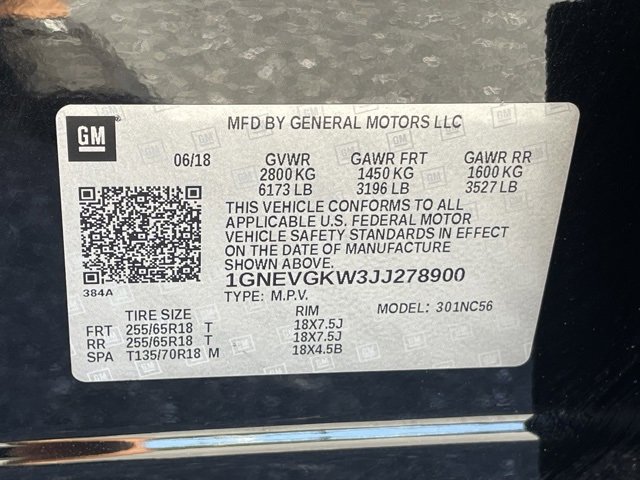 GM
MFD BY GENERAL MOTORS LLC
06/18 GVWR GAWR FRT GAWR RR
2800 KG 1450 KG 1600 KG
6173 LB 3196 LB 3527 LB
THIS VEHICLE CONFORMS TO ALL
APPLICABLE U.S. FEDERAL MOTOR
VEHICLE SAFETY STANDARDS IN EFFECT
ON THE DATE OF MANUFACTURE
SHOWN ABOVE.
384A
1GNEVGKW3JJ278900
TYPE: M.P.V. MODEL: 301NC56
TIRE SIZE RIM
FRT 255/65R18 T 18X7.5J
RR 255/65R18 T 18X7.5J
SPA T135/70R18 M 18X4.5B